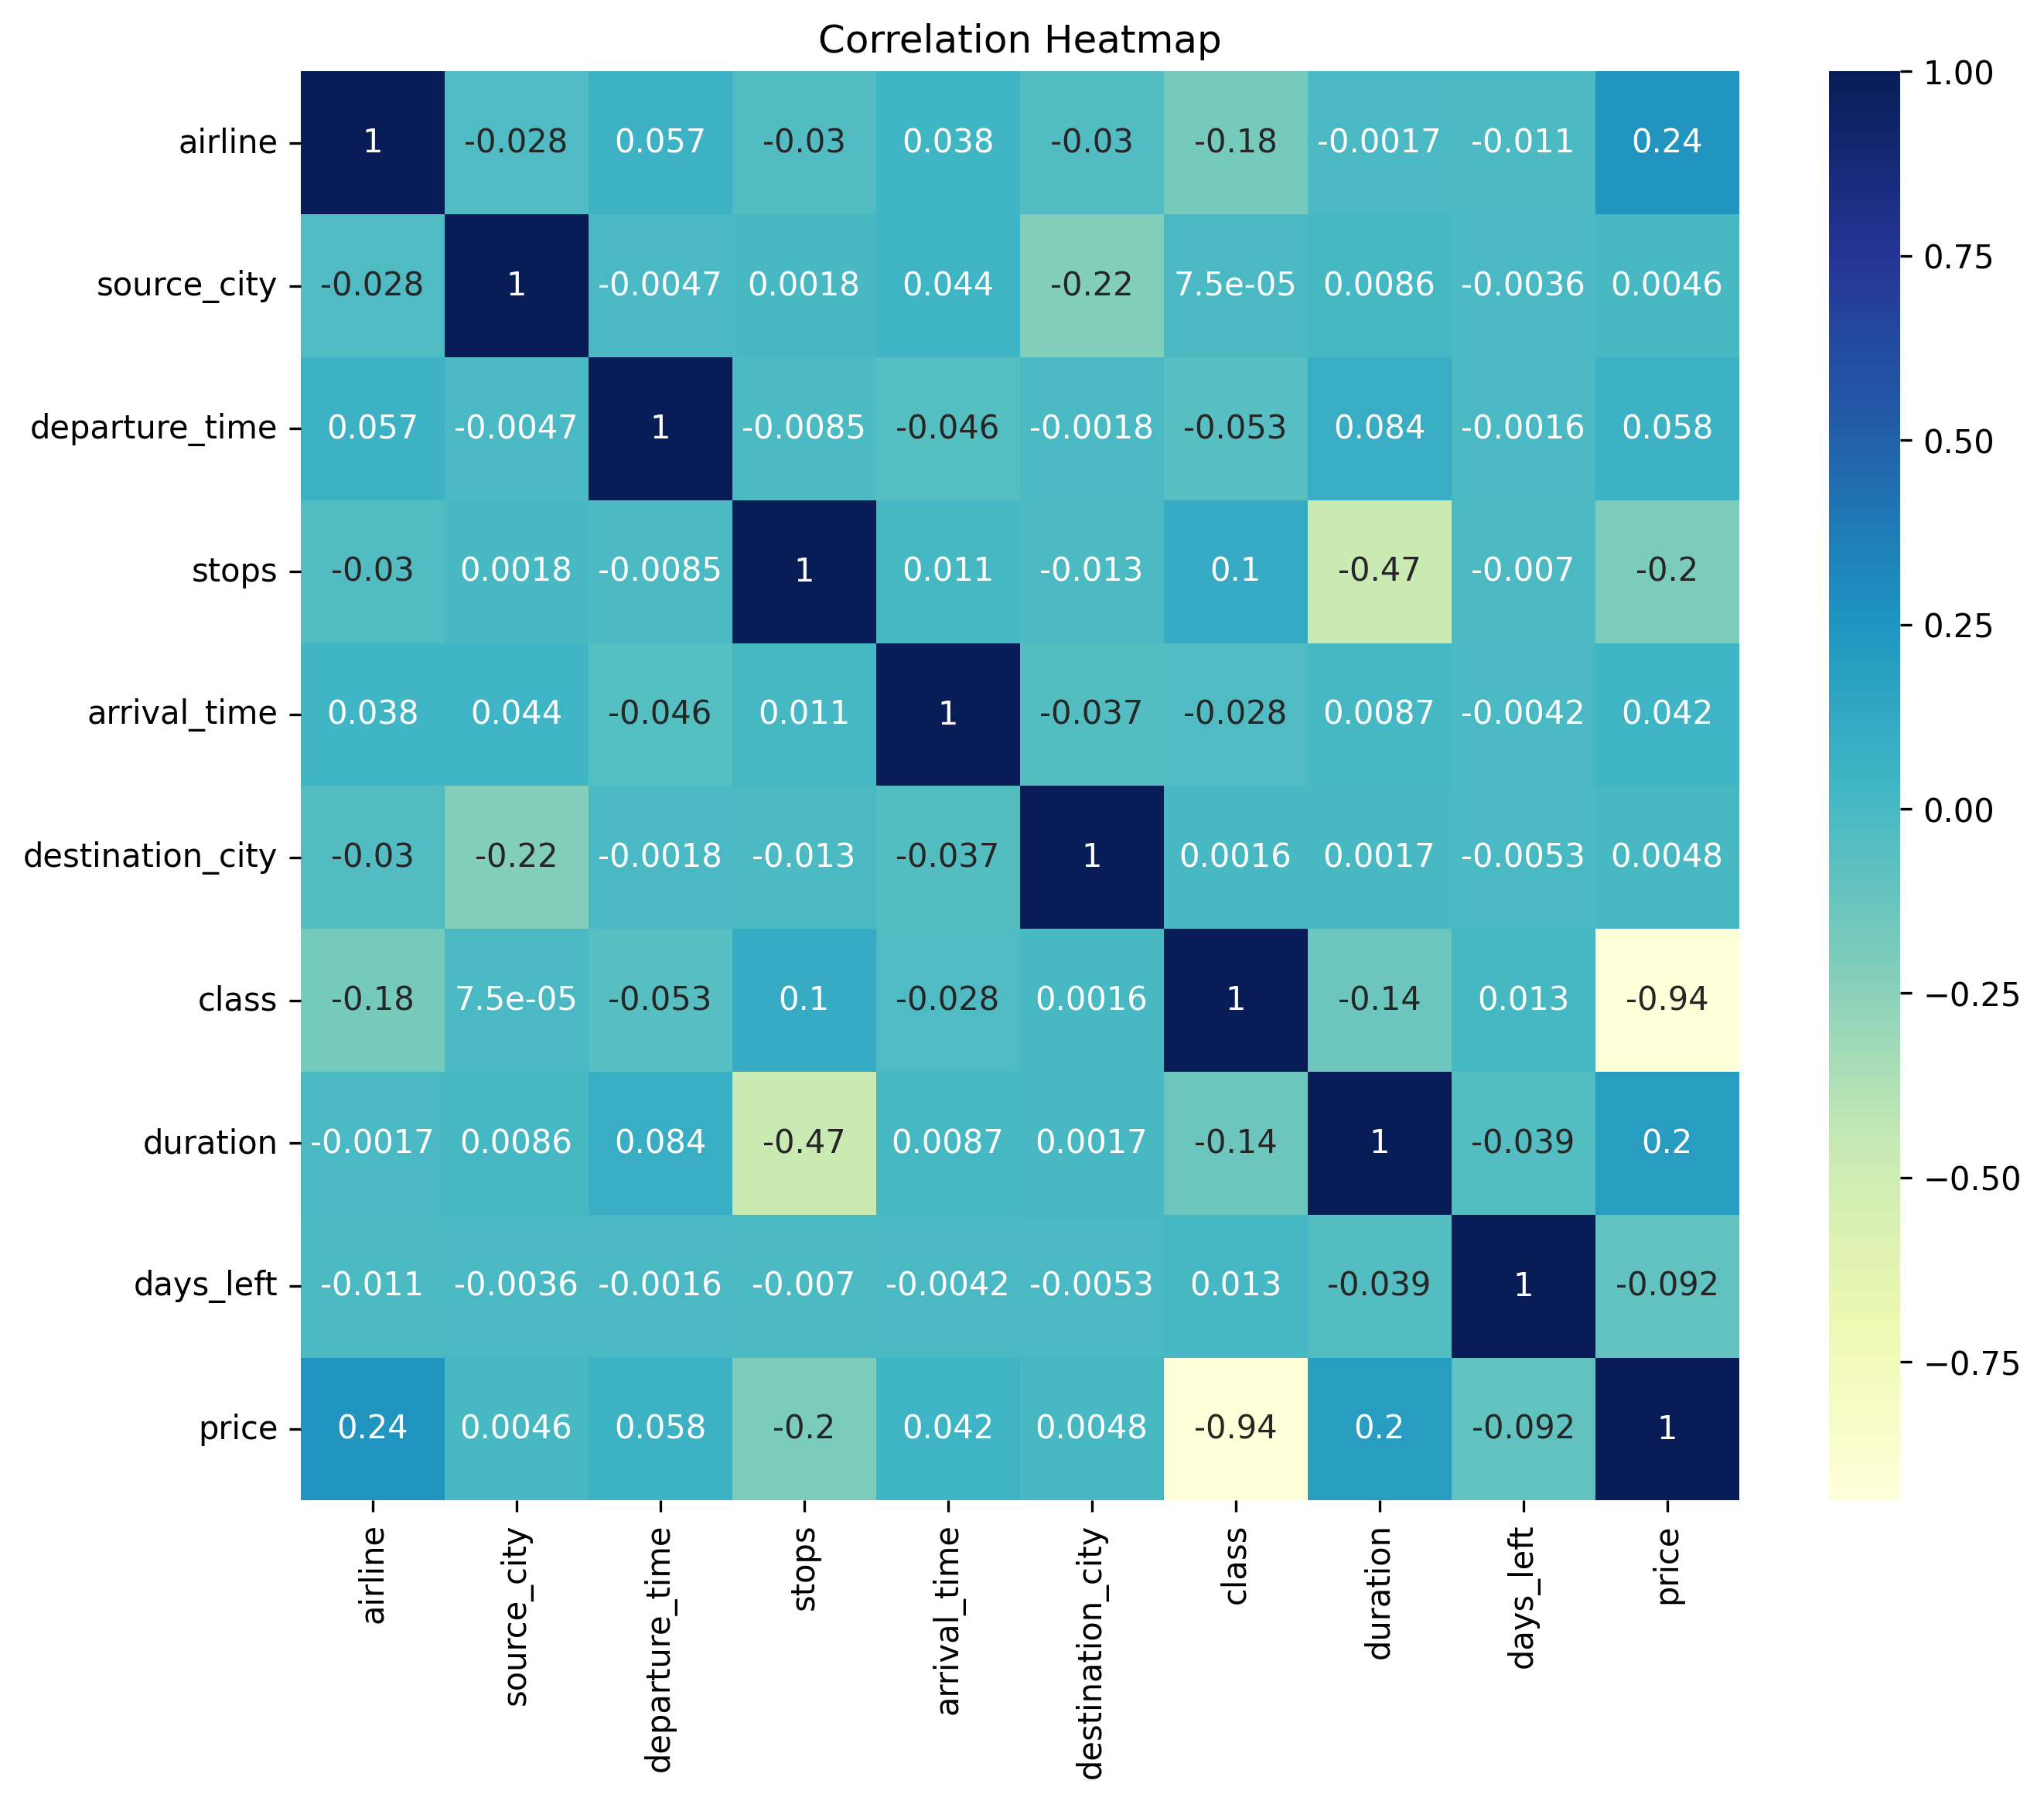 Correlation Heatmap
airline 1 -0.028 0.057 -0.03 0.038 -0.03 -0.18 -0.0017 -0.011 0.24
source_city -0.028 1 -0.0047 0.0018 0.044 -0.22 7.5e-05 0.0086 -0.0036 0.0046
departure_time 0.057 -0.0047 1 -0.0085 -0.046 -0.0018 -0.053 0.084 -0.0016 0.058
stops -0.03 0.0018 -0.0085 1 0.011 -0.013 0.1 -0.47 -0.007 -0.2
arrival_time 0.038 0.044 -0.046 0.011 1 -0.037 -0.028 0.0087 -0.0042 0.042
destination_city -0.03 -0.22 -0.0018 -0.013 -0.037 1 0.0016 0.0017 -0.0053 0.0048
class -0.18 7.5e-05 -0.053 0.1 -0.028 0.0016 1 -0.14 0.013 -0.94
duration -0.0017 0.0086 0.084 -0.47 0.0087 0.0017 -0.14 1 -0.039 0.2
days_left -0.011 -0.0036 -0.0016 -0.007 -0.0042 -0.0053 0.013 -0.039 1 -0.092
price 0.24 0.0046 0.058 -0.2 0.042 0.0048 -0.94 0.2 -0.092 1
airline source_city departure_time stops arrival_time destination_city class duration days_left price
1.00
0.75
0.50
0.25
0.00
−0.25
−0.50
−0.75